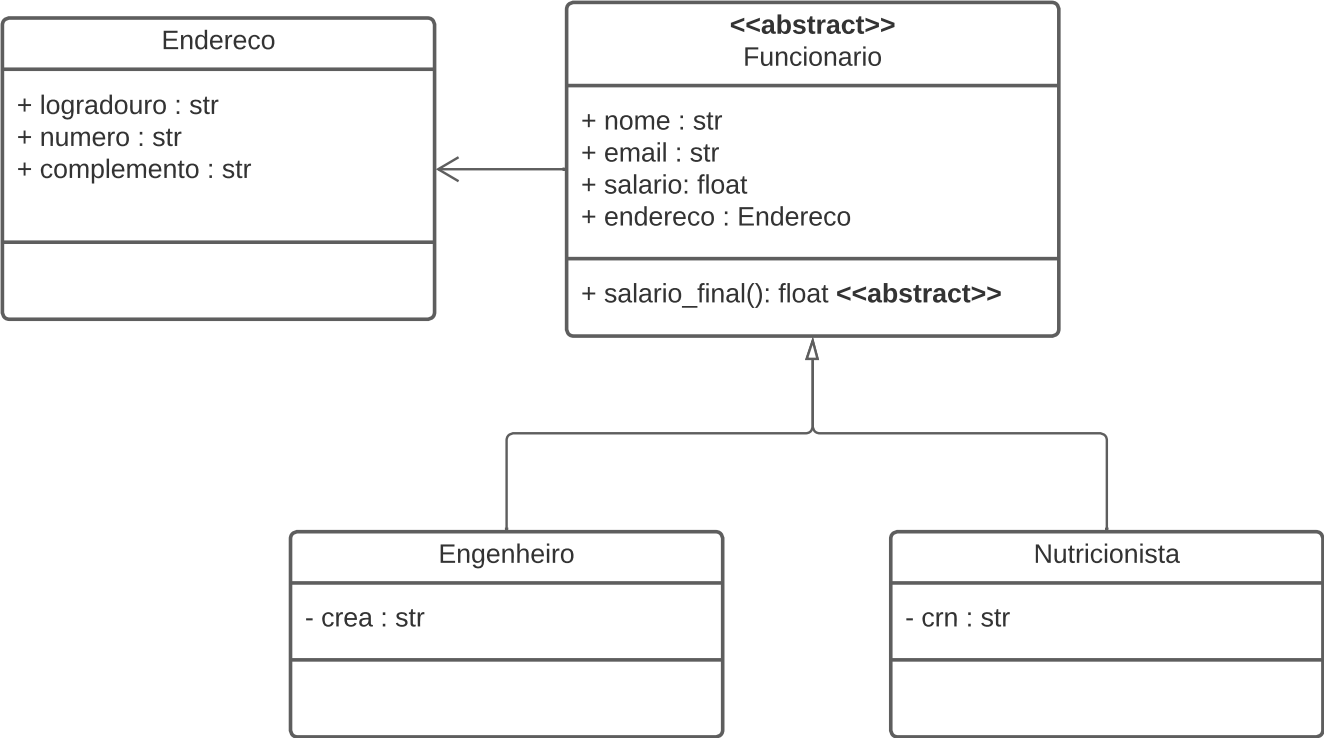 Endereco
+ logradouro : str
+ numero : str
+ complemento : str
<<abstract>>
Funcionario
+ nome : str
+ email : str
+ salario: float
+ endereco : Endereco
+ salario_final(): float <<abstract>>
Engenheiro
- crea : str
Nutricionista
- crn : str